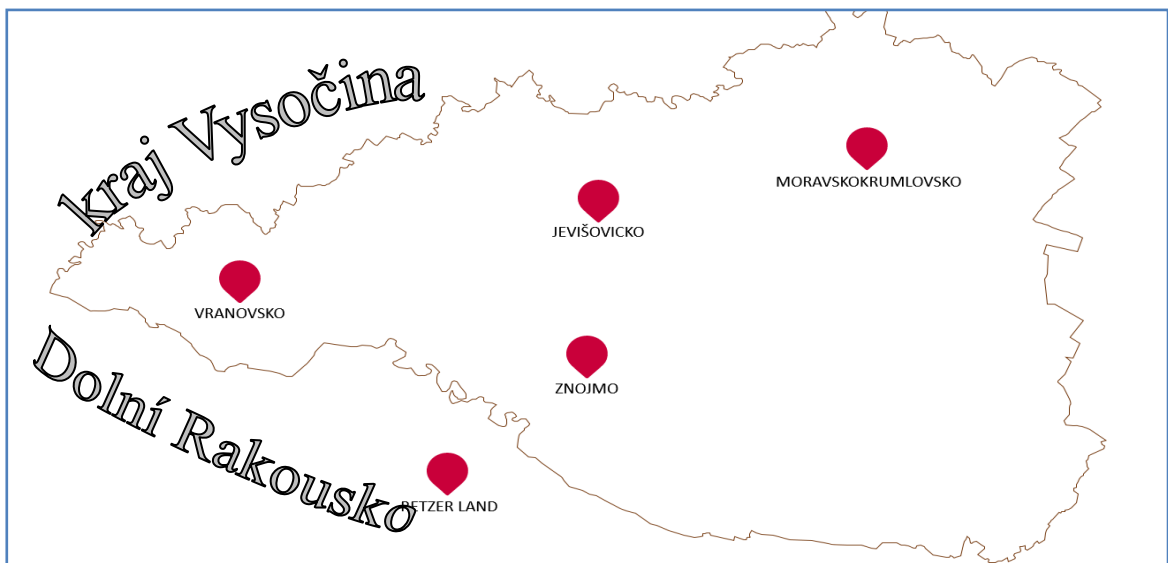 kraj Vysočina
MORAVSKOKRUMLOVSKO
JEVIŠOVICKO
VRANOVSKO
Dolní Rakousko
ZNOJMO
RETZER LAND